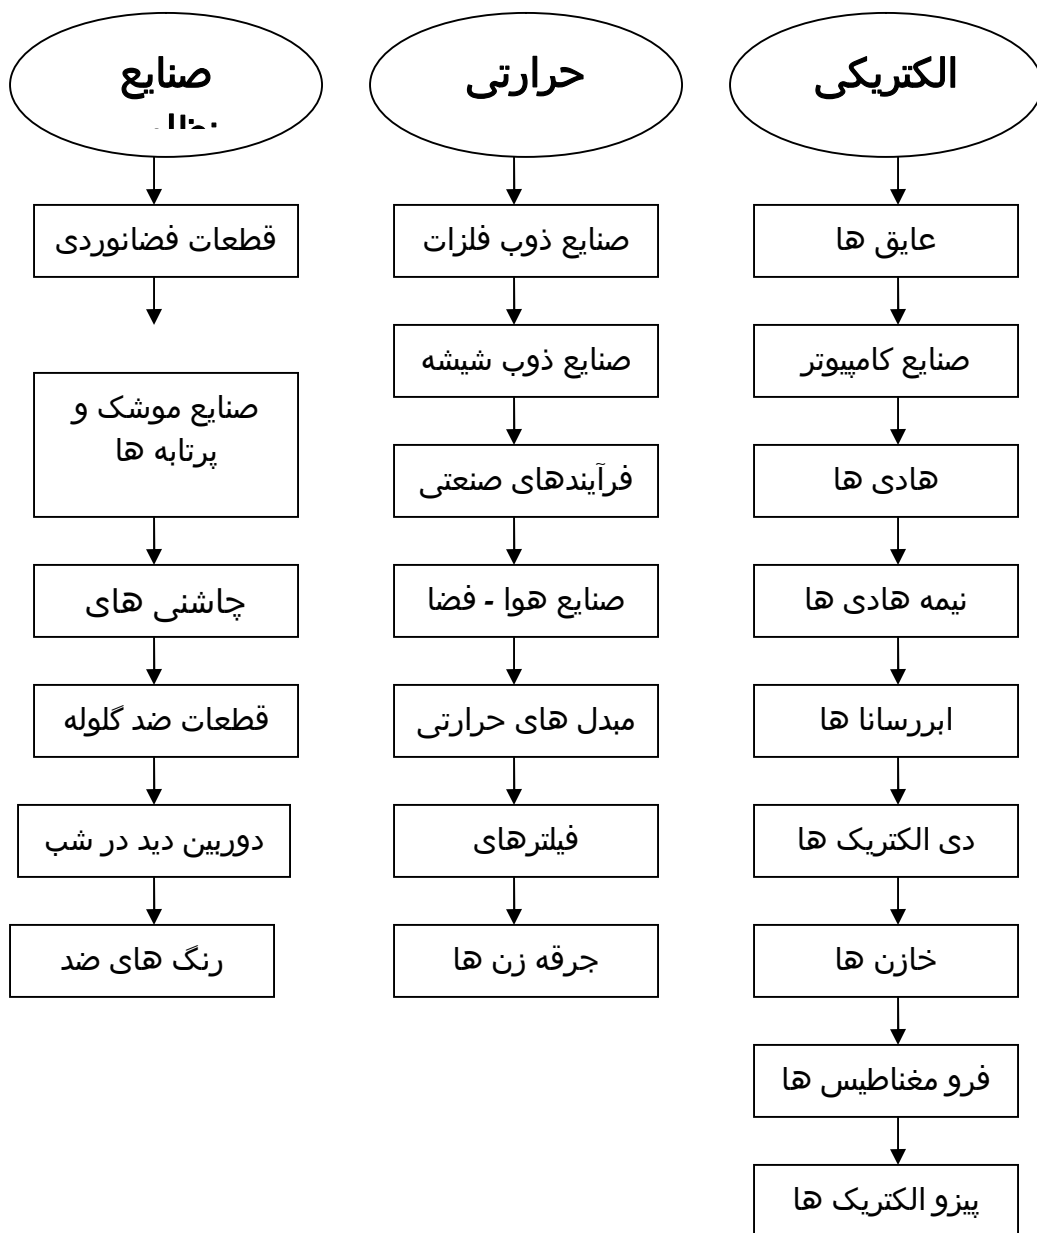 الکتریکی
عایق ها
صنایع کامپیوتر
هادی ها
نیمه هادی ها
ابررسانا ها
دی الکتریک ها
خازن ها
فرو مغناطیس ها
پیزو الکتریک ها
حرارتی
صنایع ذوب فلزات
صنایع ذوب شیشه
فرآیندهای صنعتی
صنایع هوا - فضا
مبدل های حرارتی
فیلترهای
جرقه زن ها
صنایع
قطعات فضانوردی
صنایع موشک و
پرتابه ها
چاشنی های
قطعات ضد گلوله
دوربین دید در شب
رنگ های ضد